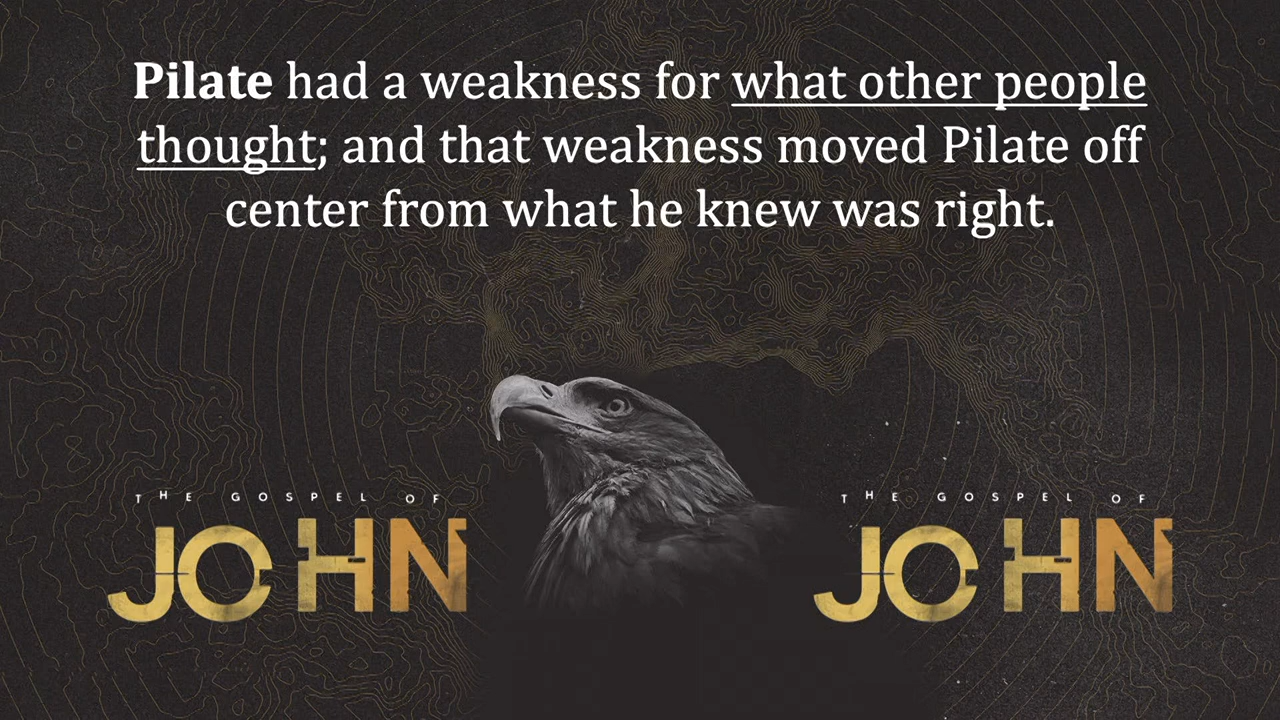 Pilate had a weakness for what other people
thought; and that weakness moved Pilate off
center from what he knew was right.
THE GOSPEL OF
JOHN
THE GOSPEL OF
JOHN